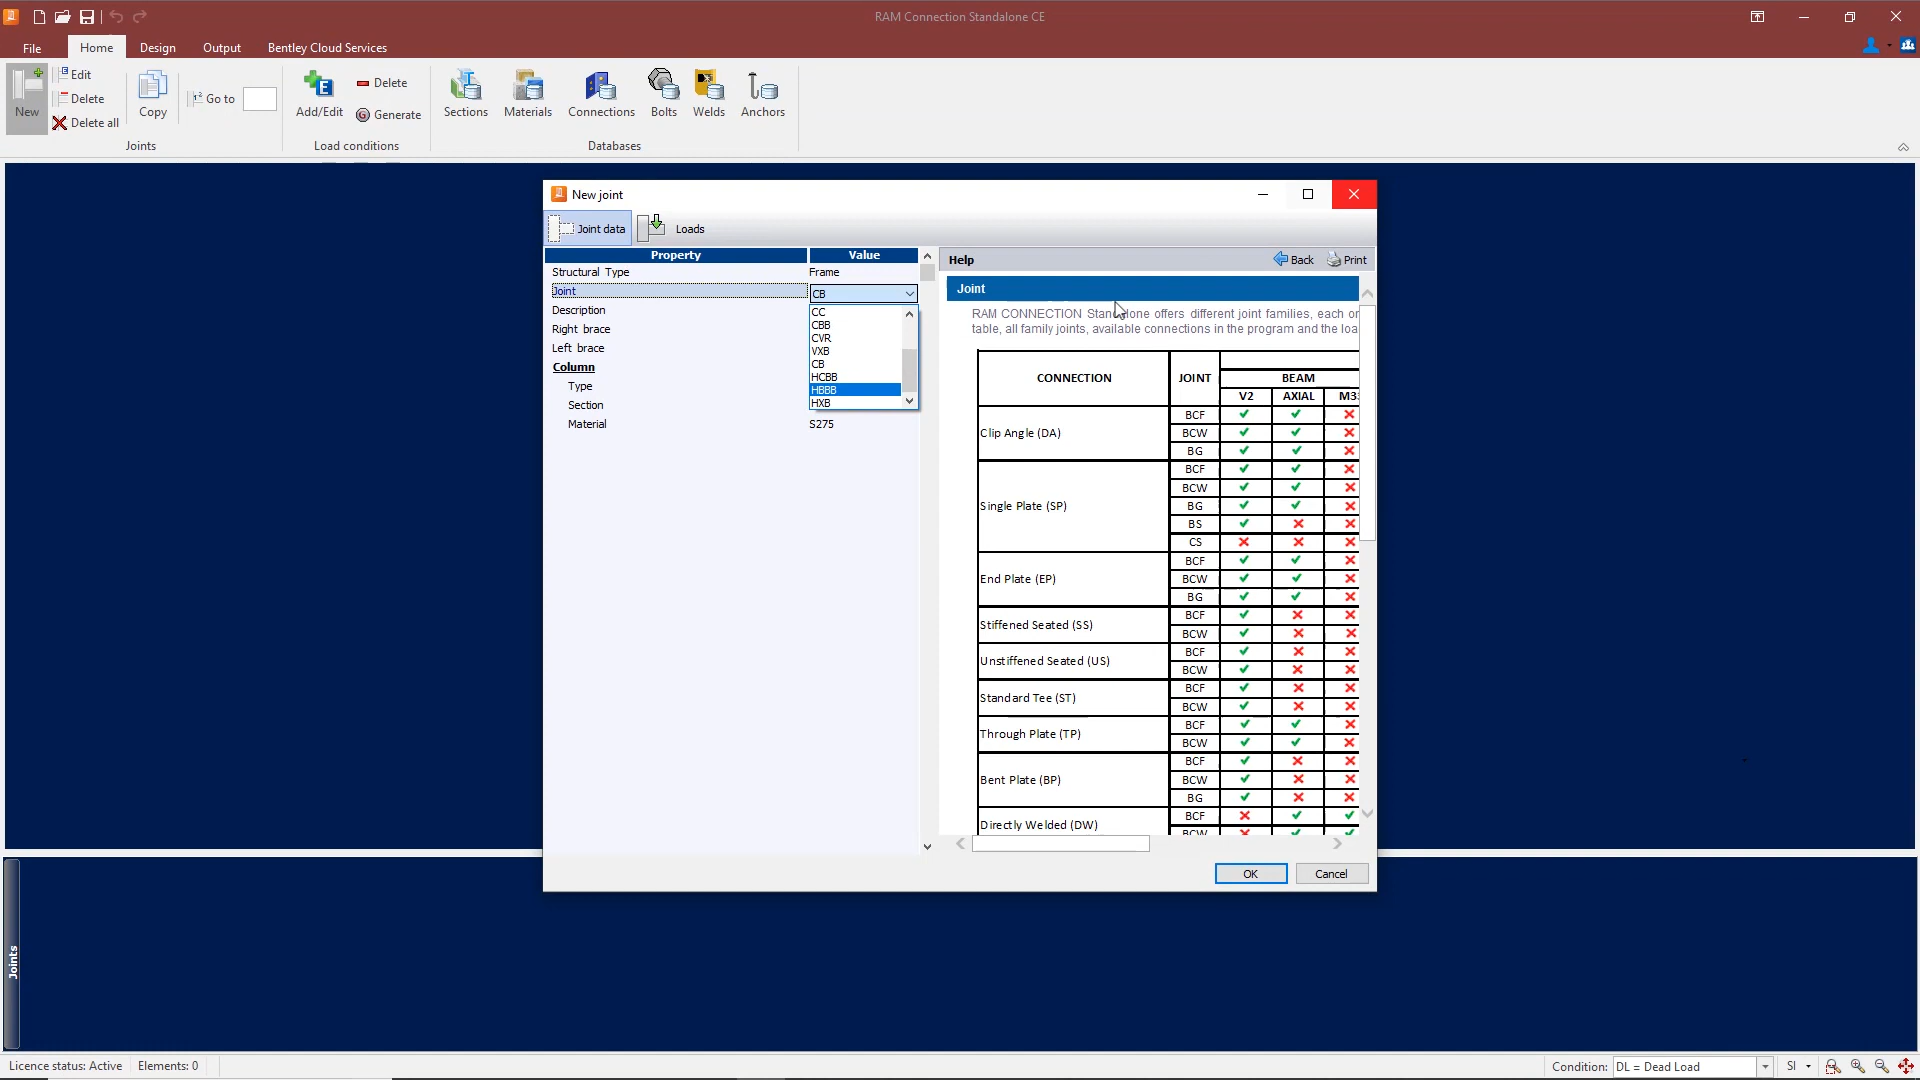 RAM Connection Standalone CE
File
Home
Design
Output
Bentley Cloud Services
New
Edit
Delete
Delete all
Copy
Go to
Joints
Add/Edit
Delete
Generate
Load conditions
Sections
Materials
Connections
Bolts
Welds
Anchors
Databases
New joint
Joint data
Loads
Property
Value
Structural Type
Frame
Joint
CB
Description
Right brace
Left brace
Column
Type
Section
Material
S275
CC
CBB
CVR
VXB
CB
HCBB
HBBB
HXB
Help
Back
Print
Joint
RAM CONNECTION Standalone offers different joint families, each or
table, all family joints, available connections in the program and the loa
CONNECTION
JOINT
BEAM
V2
AXIAL
M33
Clip Angle (DA)
BCF
BCW
BG
Single Plate (SP)
BCF
BCW
BG
BS
CS
End Plate (EP)
BCF
BCW
BG
Stiffened Seated (SS)
BCF
BCW
Unstiffened Seated (US)
BCF
BCW
Standard Tee (ST)
BCF
BCW
Through Plate (TP)
BCF
BCW
Bent Plate (BP)
BCF
BCW
BG
Directly Welded (DW)
BCF
BCW
OK
Cancel
Joints
Licence status: Active
Elements: 0
Condition:
DL = Dead Load
SI